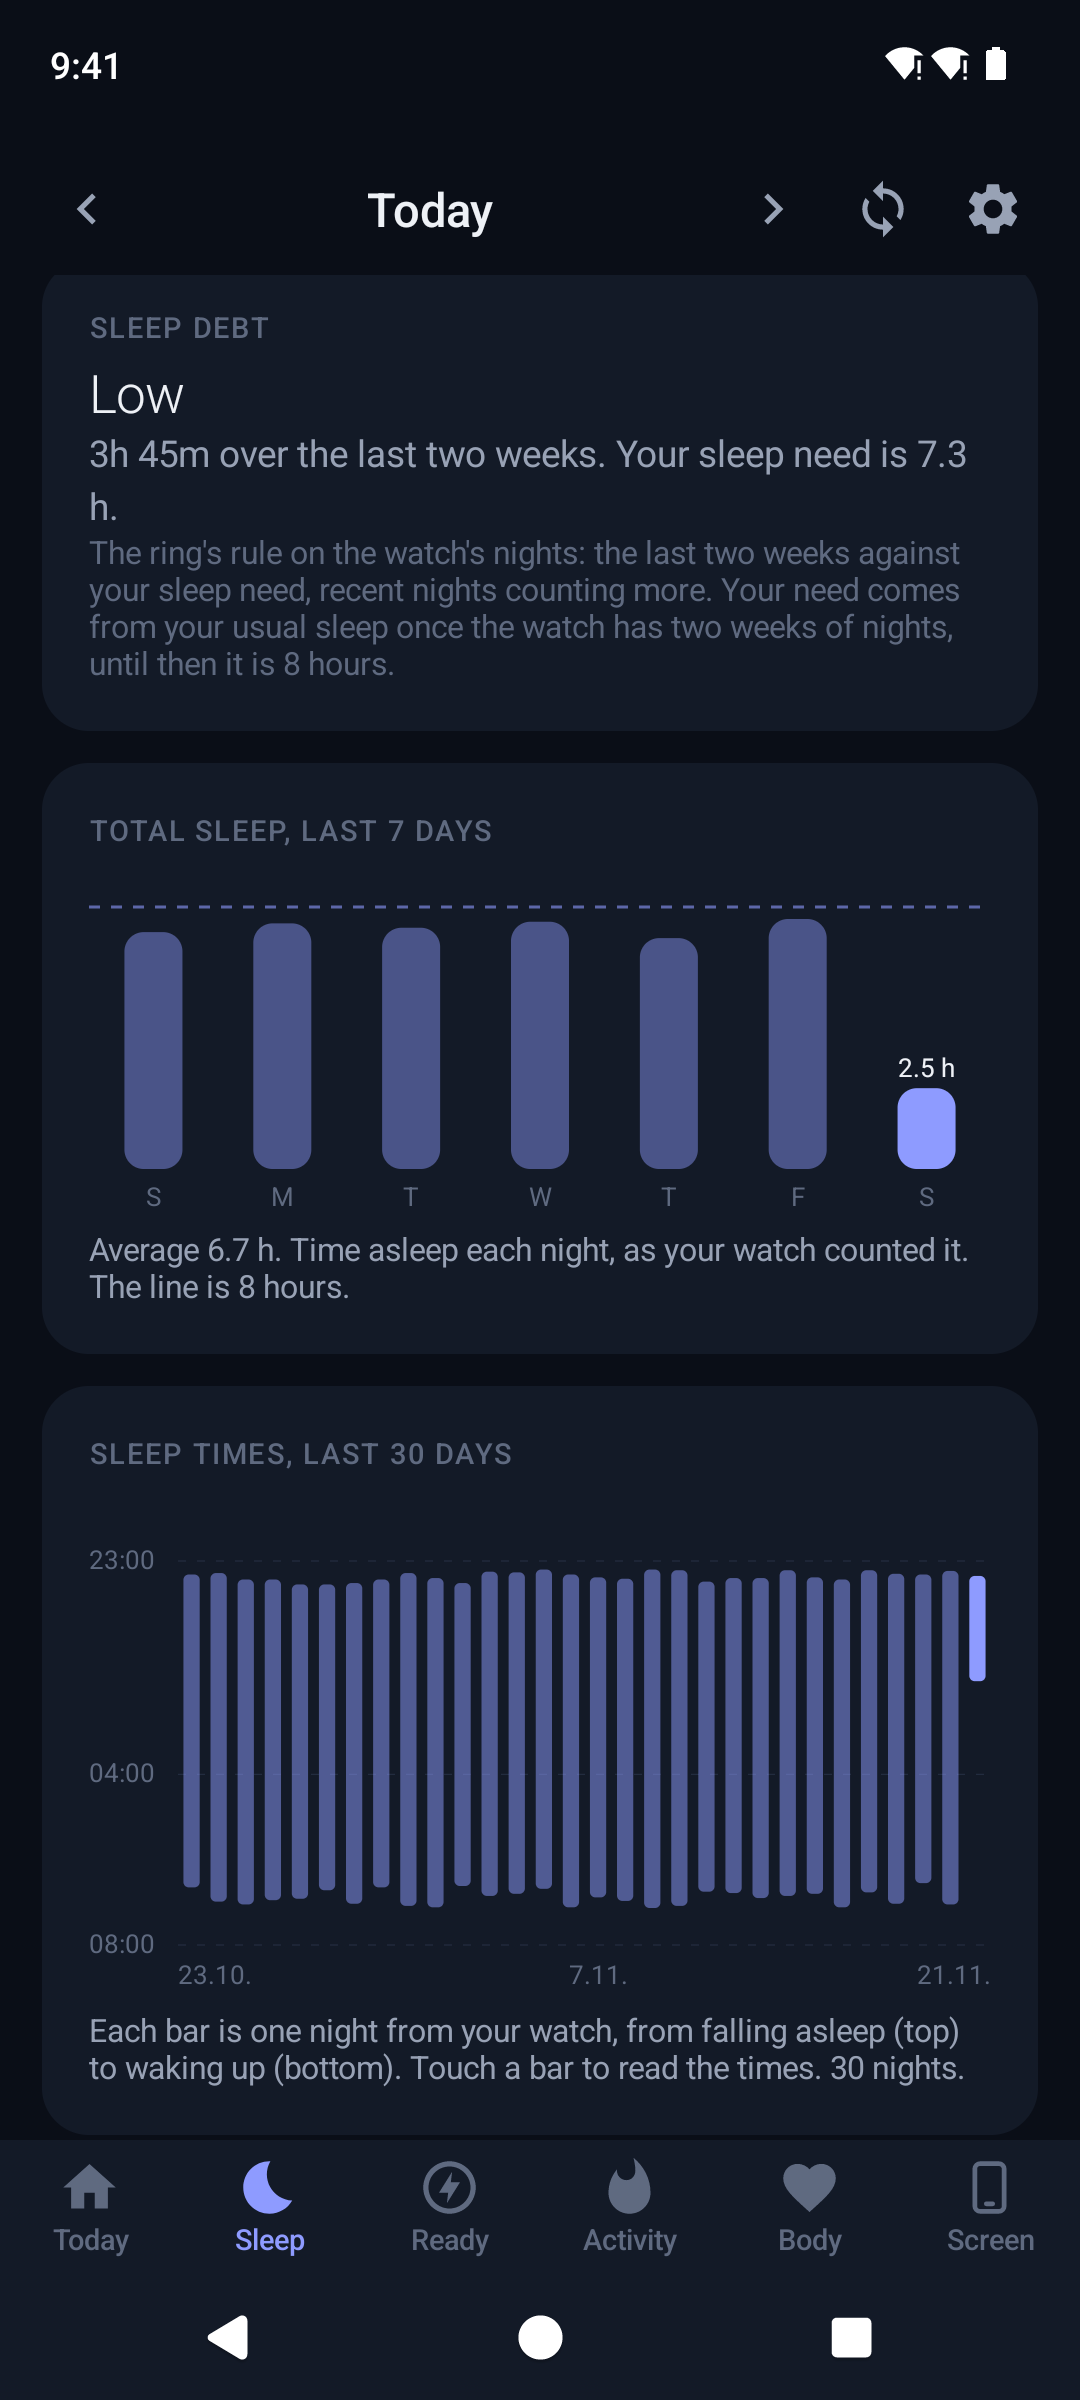 9:41
Today
SLEEP DEBT
Low
3h 45m over the last two weeks. Your sleep need is 7.3
h.
The ring's rule on the watch's nights: the last two weeks against
your sleep need, recent nights counting more. Your need comes
from your usual sleep once the watch has two weeks of nights,
until then it is 8 hours.
TOTAL SLEEP, LAST 7 DAYS
2.5 h
S M T W T F S
Average 6.7 h. Time asleep each night, as your watch counted it.
The line is 8 hours.
SLEEP TIMES, LAST 30 DAYS
23:00
04:00
08:00
23.10. 7.11. 21.11.
Each bar is one night from your watch, from falling asleep (top)
to waking up (bottom). Touch a bar to read the times. 30 nights.
Today Sleep Ready Activity Body Screen